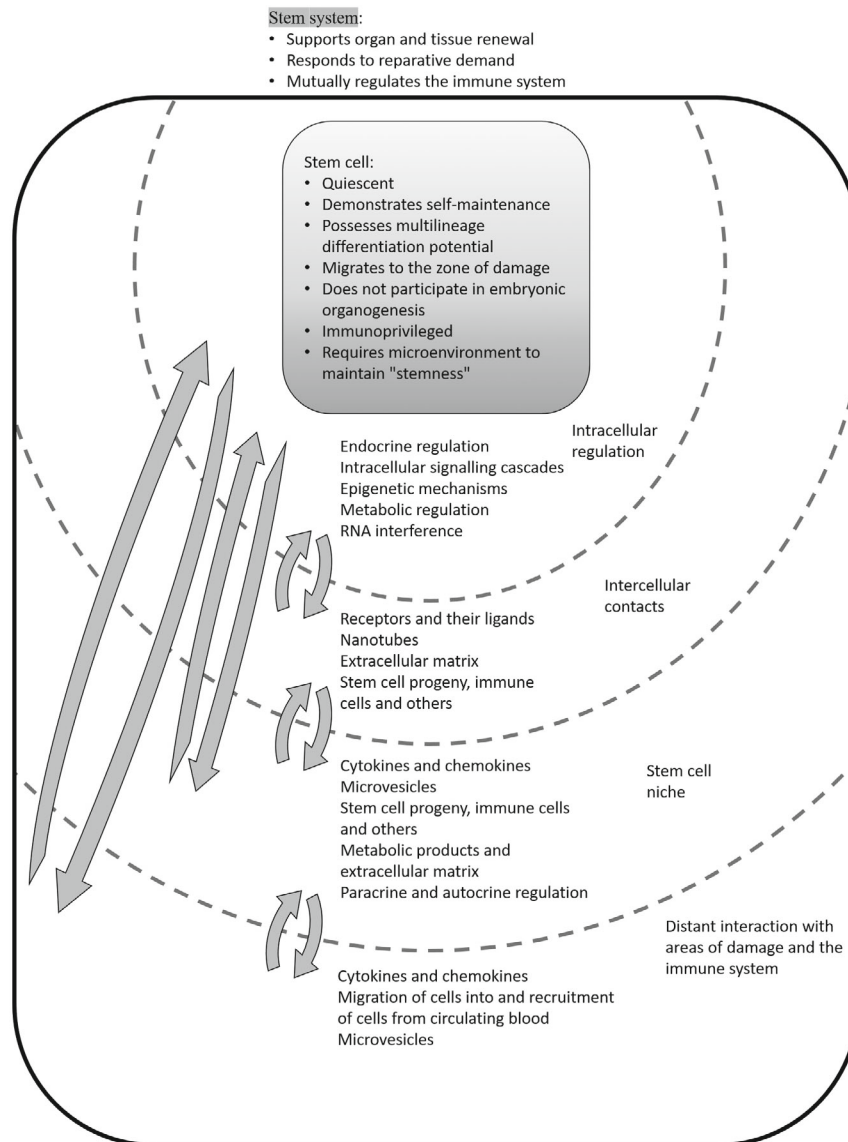 Stem system:
• Supports organ and tissue renewal
• Responds to reparative demand
• Mutually regulates the immune system
Stem cell:
• Quiescent
• Demonstrates self-maintenance
• Possesses multilineage
differentiation potential
• Migrates to the zone of damage
• Does not participate in embryonic
organogenesis
• Immunoprivileged
• Requires microenvironment to
maintain "stemness"
Intracellular
regulation
Endocrine regulation
Intracellular signalling cascades
Epigenetic mechanisms
Metabolic regulation
RNA interference
Intercellular
contacts
Receptors and their ligands
Nanotubes
Extracellular matrix
Stem cell progeny, immune
cells and others
Stem cell
niche
Cytokines and chemokines
Microvesicles
Stem cell progeny, immune cells
and others
Metabolic products and
extracellular matrix
Paracrine and autocrine regulation
Distant interaction with
areas of damage and the
immune system
Cytokines and chemokines
Migration of cells into and recruitment
of cells from circulating blood
Microvesicles